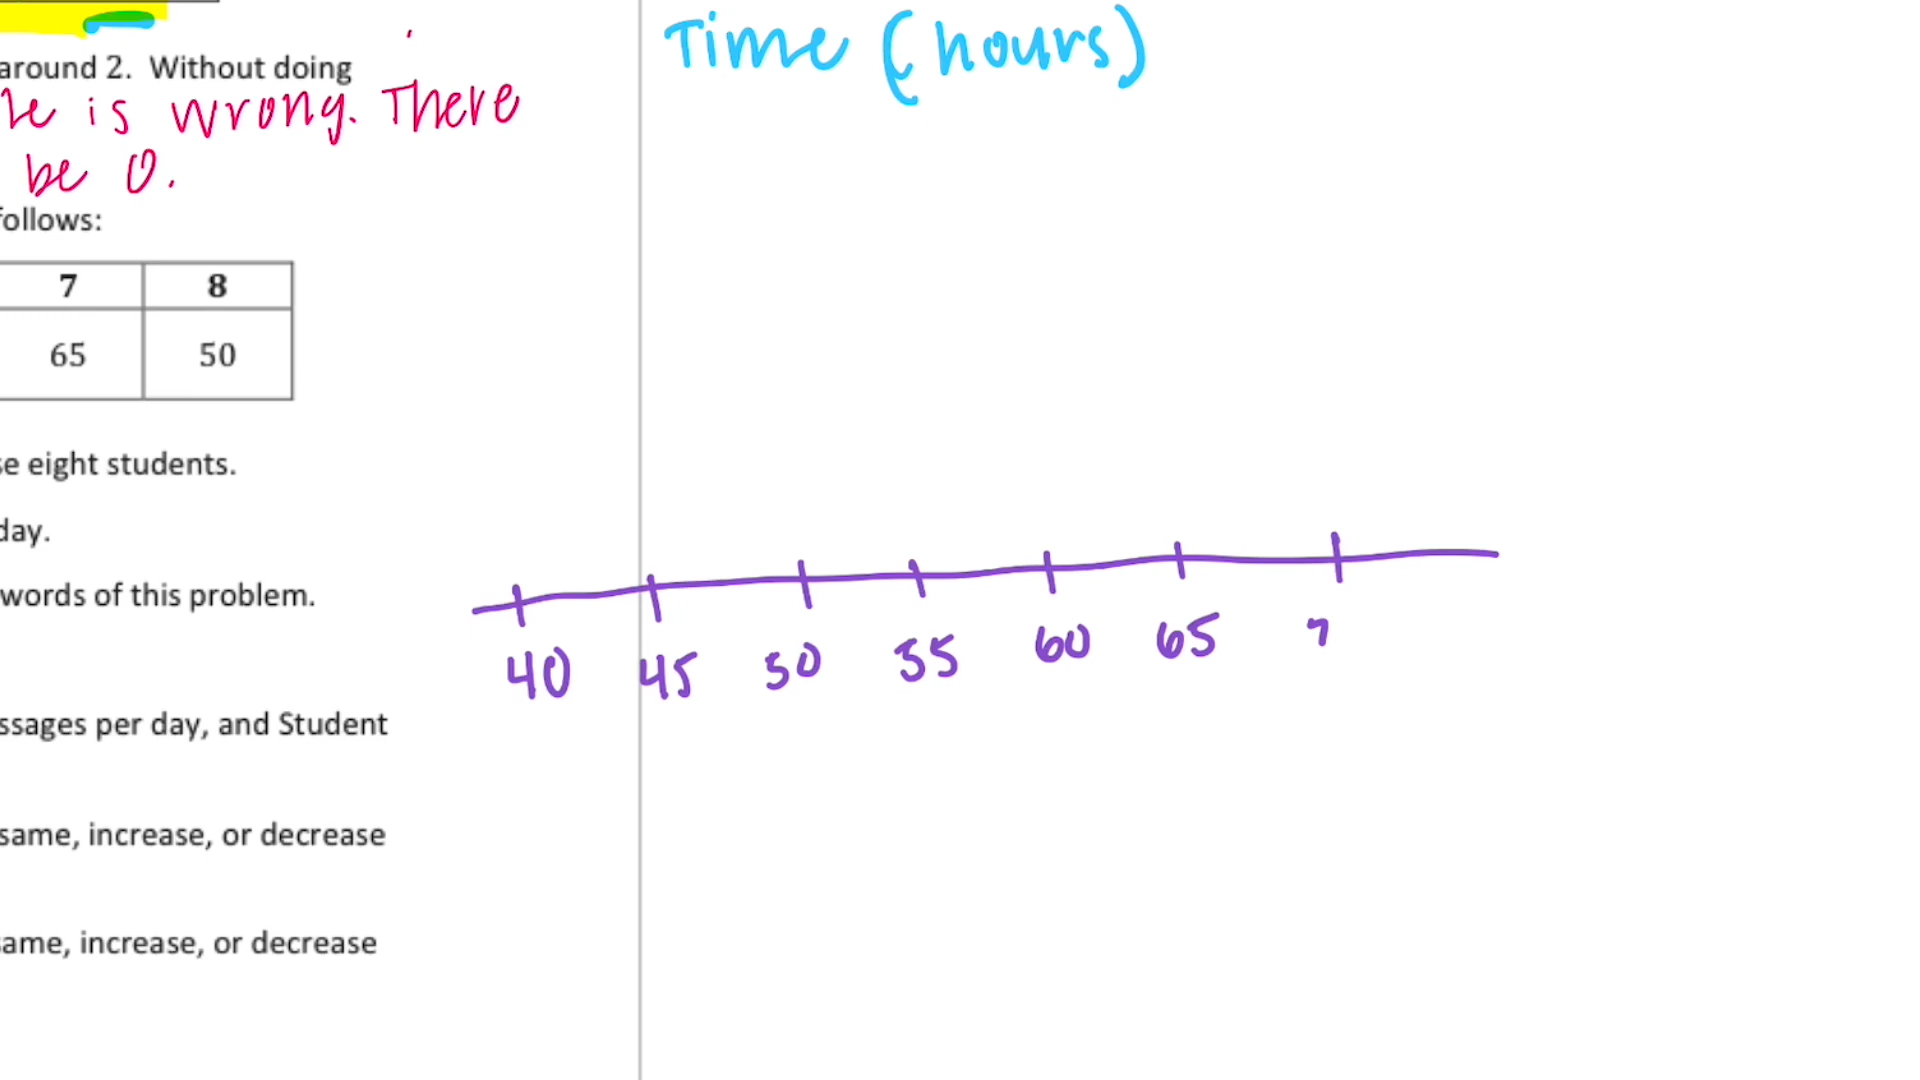 Time (hours)
around 2. Without doing
is wrong. There
be 0.
follows:
7 8
65 50
se eight students.
day.
words of this problem.
40 45 50 55 60 65 7
ssages per day, and Student
same, increase, or decrease
same, increase, or decrease